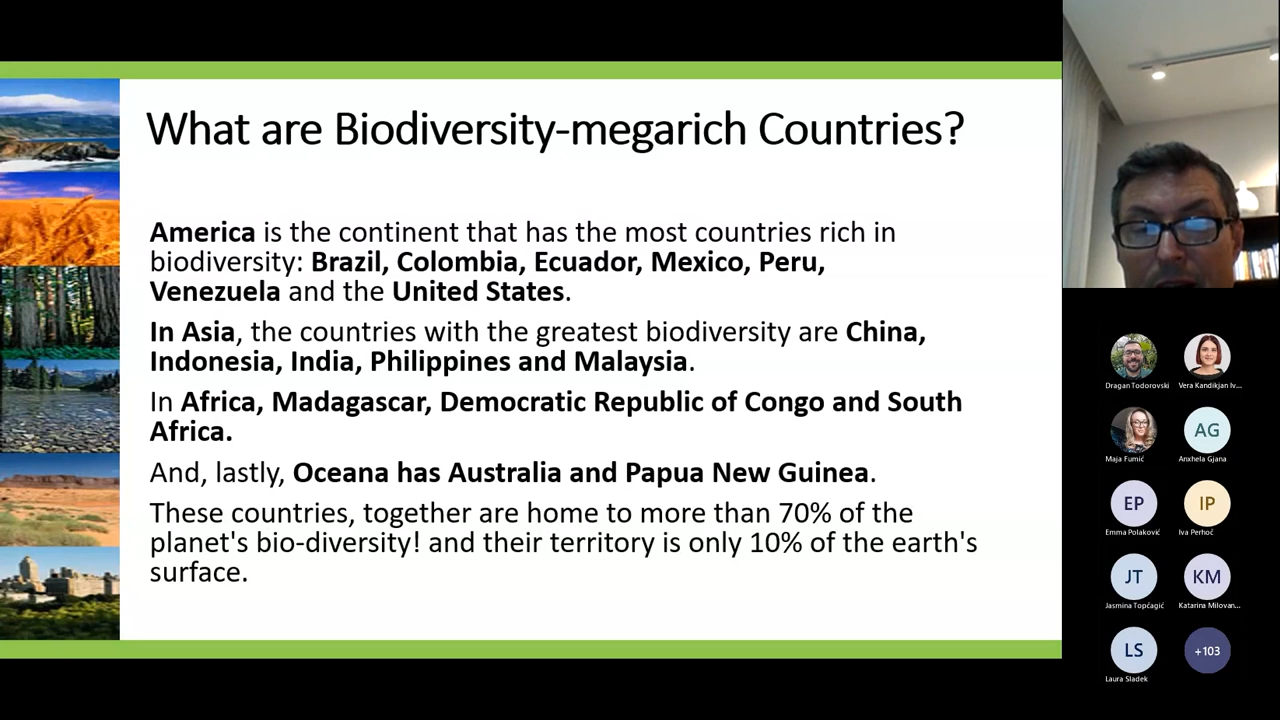 What are Biodiversity-megarich Countries?
America is the continent that has the most countries rich in
biodiversity: Brazil, Colombia, Ecuador, Mexico, Peru,
Venezuela and the United States.
In Asia, the countries with the greatest biodiversity are China,
Indonesia, India, Philippines and Malaysia.
In Africa, Madagascar, Democratic Republic of Congo and South
Africa.
And, lastly, Oceana has Australia and Papua New Guinea.
These countries, together are home to more than 70% of the
planet's bio-diversity! and their territory is only 10% of the earth's
surface.
Dragan Todorovski
Vera Kandikjan Iv...
Maja Fumić
AG
Anxhela Gjana
EP
Emma Polaković
IP
Iva Perhoč
JT
Jasmina Topčagić
KM
Katarina Milovan...
LS
Laura Sladek
+103